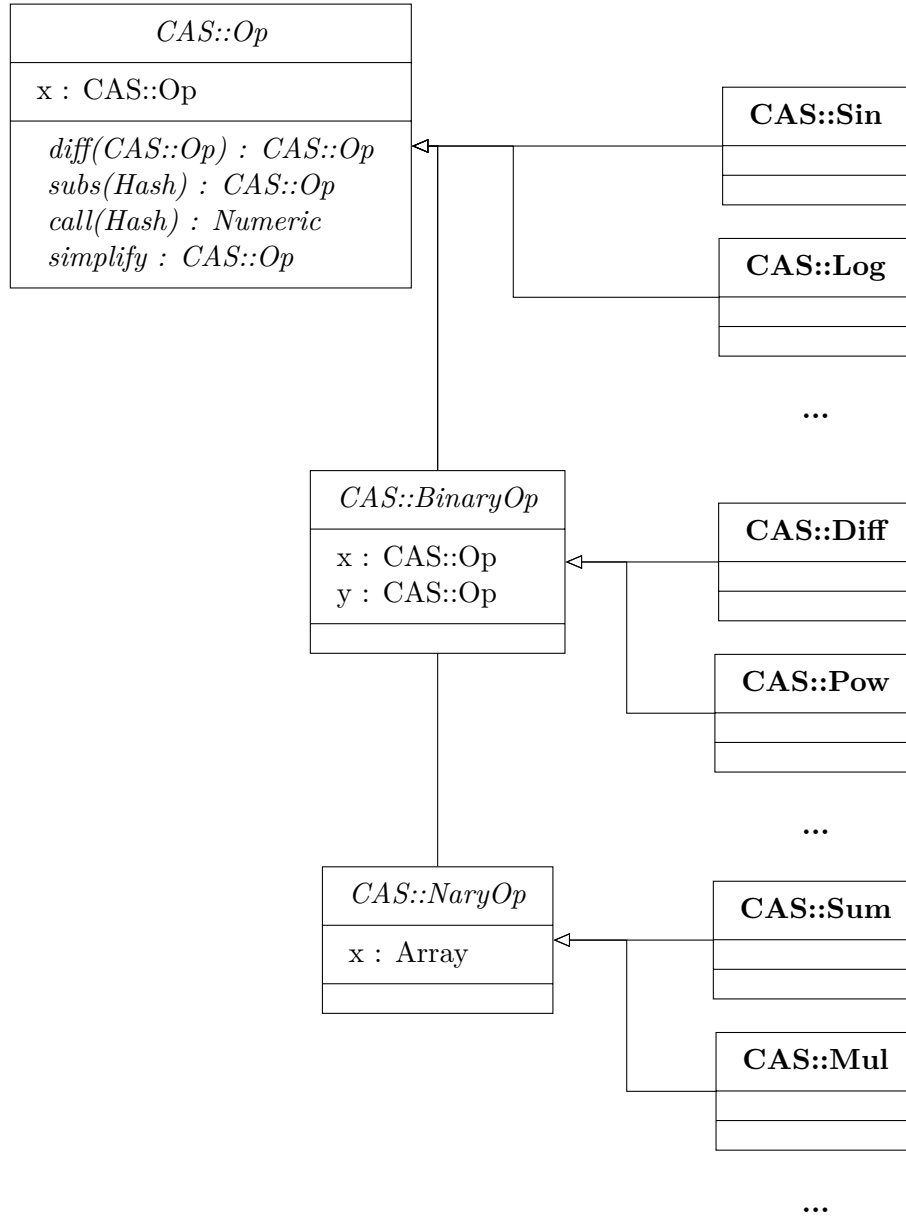 CAS::Op
x : CAS::Op
diff(CAS::Op) : CAS::Op
subs(Hash) : CAS::Op
call(Hash) : Numeric
simplify : CAS::Op
CAS::Sin
CAS::Log
...
CAS::BinaryOp
x : CAS::Op
y : CAS::Op
CAS::Diff
CAS::Pow
...
CAS::NaryOp
x : Array
CAS::Sum
CAS::Mul
...